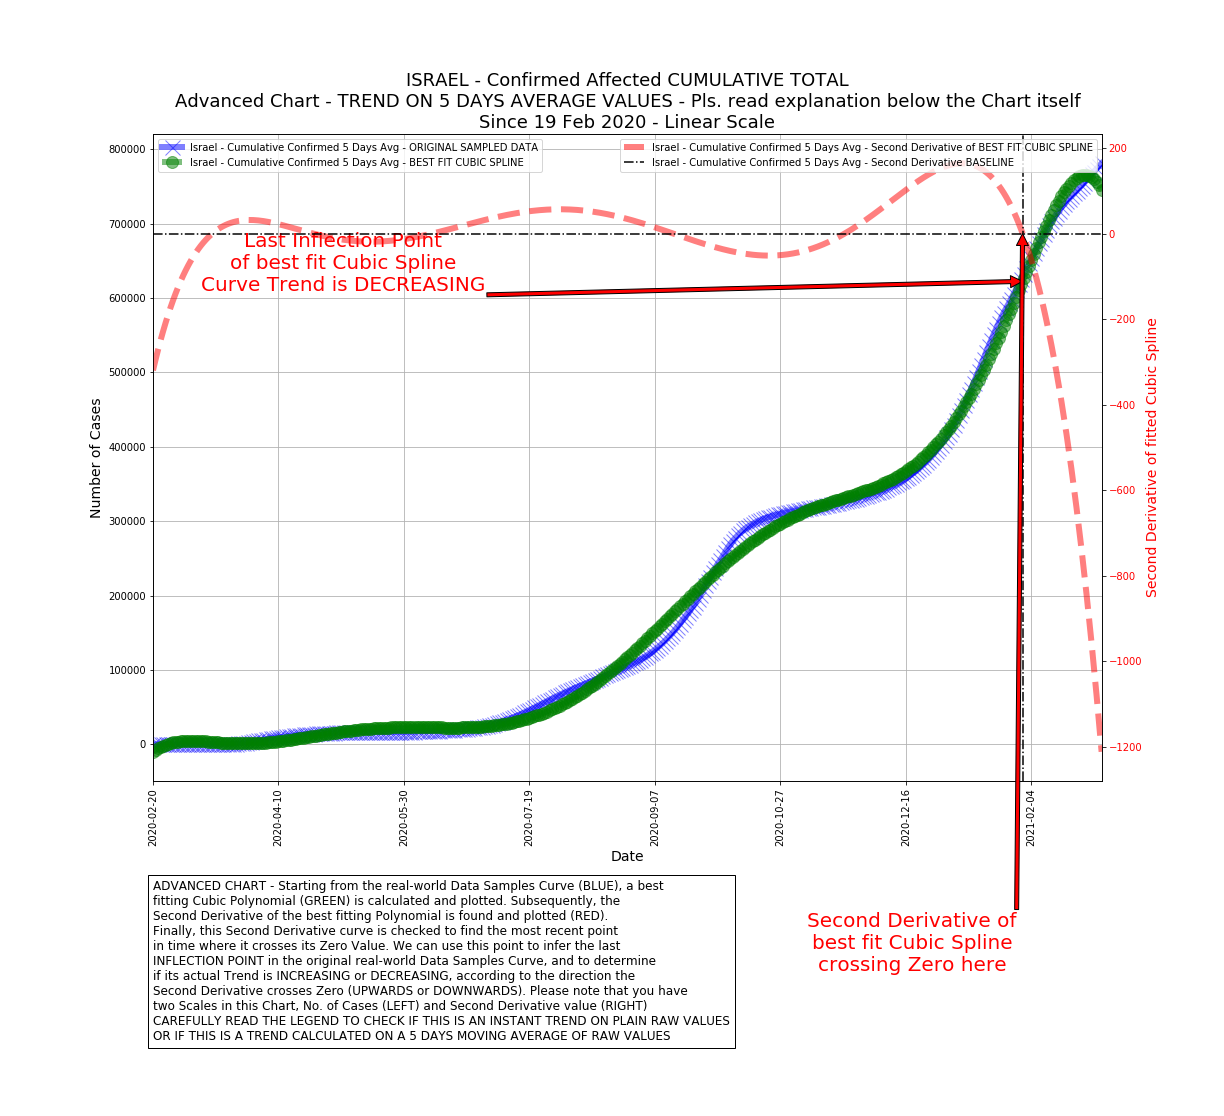 ISRAEL - Confirmed Affected CUMULATIVE TOTAL
Advanced Chart - TREND ON 5 DAYS AVERAGE VALUES - Pls. read explanation below the Chart itself
Since 19 Feb 2020 - Linear Scale
Israel - Cumulative Confirmed 5 Days Avg - ORIGINAL SAMPLED DATA
Israel - Cumulative Confirmed 5 Days Avg - BEST FIT CUBIC SPLINE
Israel - Cumulative Confirmed 5 Days Avg - Second Derivative of BEST FIT CUBIC SPLINE
Israel - Cumulative Confirmed 5 Days Avg - Second Derivative BASELINE
800000
700000
600000
500000
400000
300000
200000
100000
0
Number of Cases
200
0
−200
−400
−600
−800
−1000
−1200
Second Derivative of fitted Cubic Spline
Last Inflection Point
of best fit Cubic Spline
Curve Trend is DECREASING
2020-02-20
2020-04-10
2020-05-30
2020-07-19
2020-09-07
2020-10-27
2020-12-16
2021-02-04
Date
ADVANCED CHART - Starting from the real-world Data Samples Curve (BLUE), a best
fitting Cubic Polynomial (GREEN) is calculated and plotted. Subsequently, the
Second Derivative of the best fitting Polynomial is found and plotted (RED).
Finally, this Second Derivative curve is checked to find the most recent point
in time where it crosses its Zero Value. We can use this point to infer the last
INFLECTION POINT in the original real-world Data Samples Curve, and to determine
if its actual Trend is INCREASING or DECREASING, according to the direction the
Second Derivative crosses Zero (UPWARDS or DOWNWARDS). Please note that you have
two Scales in this Chart, No. of Cases (LEFT) and Second Derivative value (RIGHT)
CAREFULLY READ THE LEGEND TO CHECK IF THIS IS AN INSTANT TREND ON PLAIN RAW VALUES
OR IF THIS IS A TREND CALCULATED ON A 5 DAYS MOVING AVERAGE OF RAW VALUES
Second Derivative of
best fit Cubic Spline
crossing Zero here